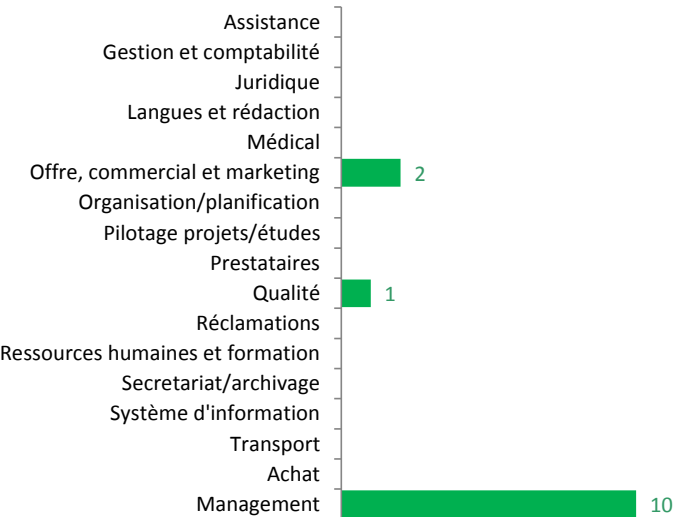 Assistance
Gestion et comptabilité
Juridique
Langues et rédaction
Médical
Offre, commercial et marketing 2
Organisation/planification
Pilotage projets/études
Prestataires
Qualité 1
Réclamations
Ressources humaines et formation
Secretariat/archivage
Système d'information
Transport
Achat
Management 10